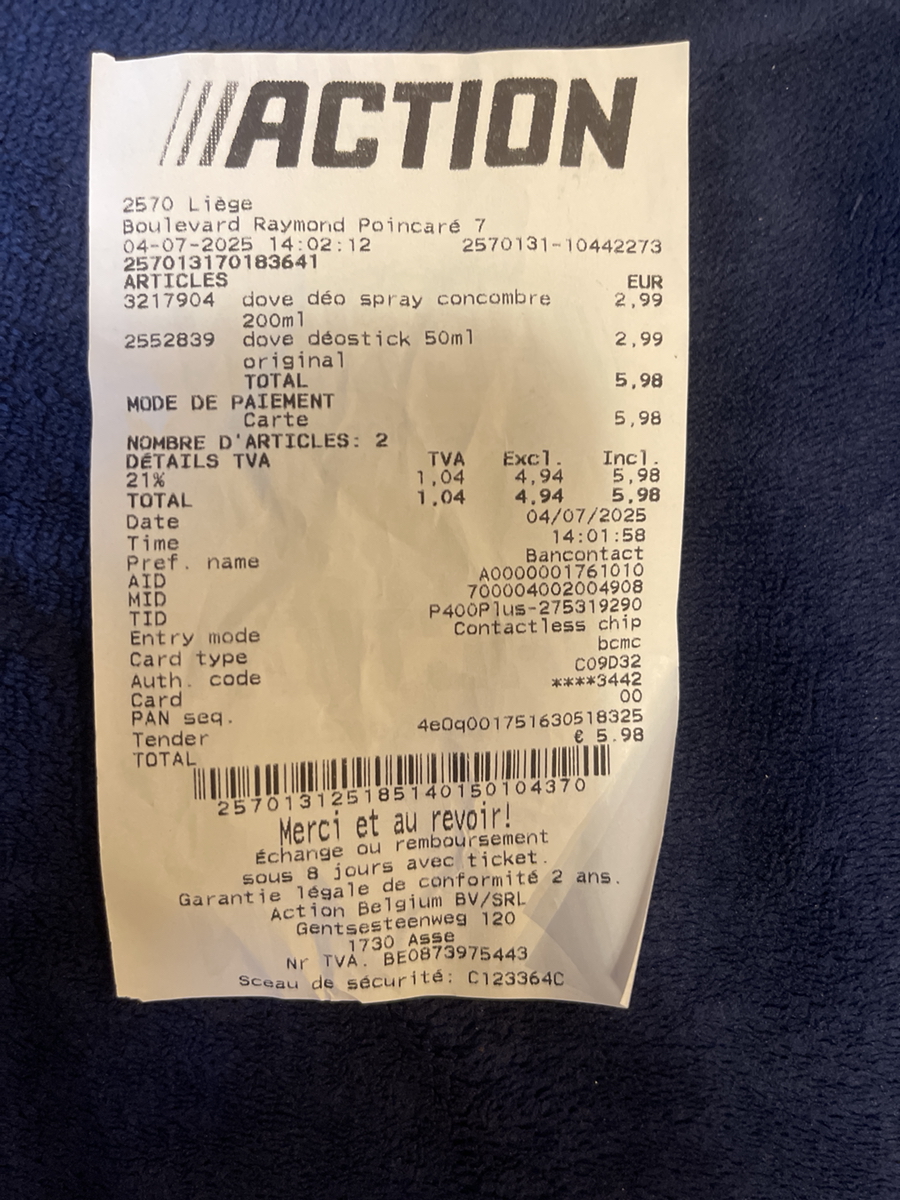 ACTION
2570 Liège
Boulevard Raymond Poincaré 7
04-07-2025 14:02:12 2570131-10442273
257013170183641
ARTICLES EUR
3217904 dove déo spray concombre 2,99
200ml
2552839 dove déostick 50ml 2,99
original
TOTAL 5,98
MODE DE PAIEMENT
Carte 5,98
NOMBRE D'ARTICLES: 2
DÉTAILS TVA TVA Excl. Incl.
21% 1,04 4,94 5,98
TOTAL 1,04 4,94 5,98
Date 04/07/2025
Time 14:01:58
Pref. name Bancontact
AID A0000001761010
MID 700004002004908
TID P400Plus-275319290
Entry mode Contactless chip
Card type bcmc
Auth. code C09D32
Card ****3442
PAN seq. 00
Tender 4e0q001751630518325
TOTAL € 5.98
2570131251851401501043​70
Merci et au revoir!
Échange ou remboursement
sous 8 jours avec ticket.
Garantie légale de conformité 2 ans.
Action Belgium BV/SRL
Gentsesteenweg 120
1730 Asse
Nr TVA. BE0873975443
Sceau de sécurité: C123364C